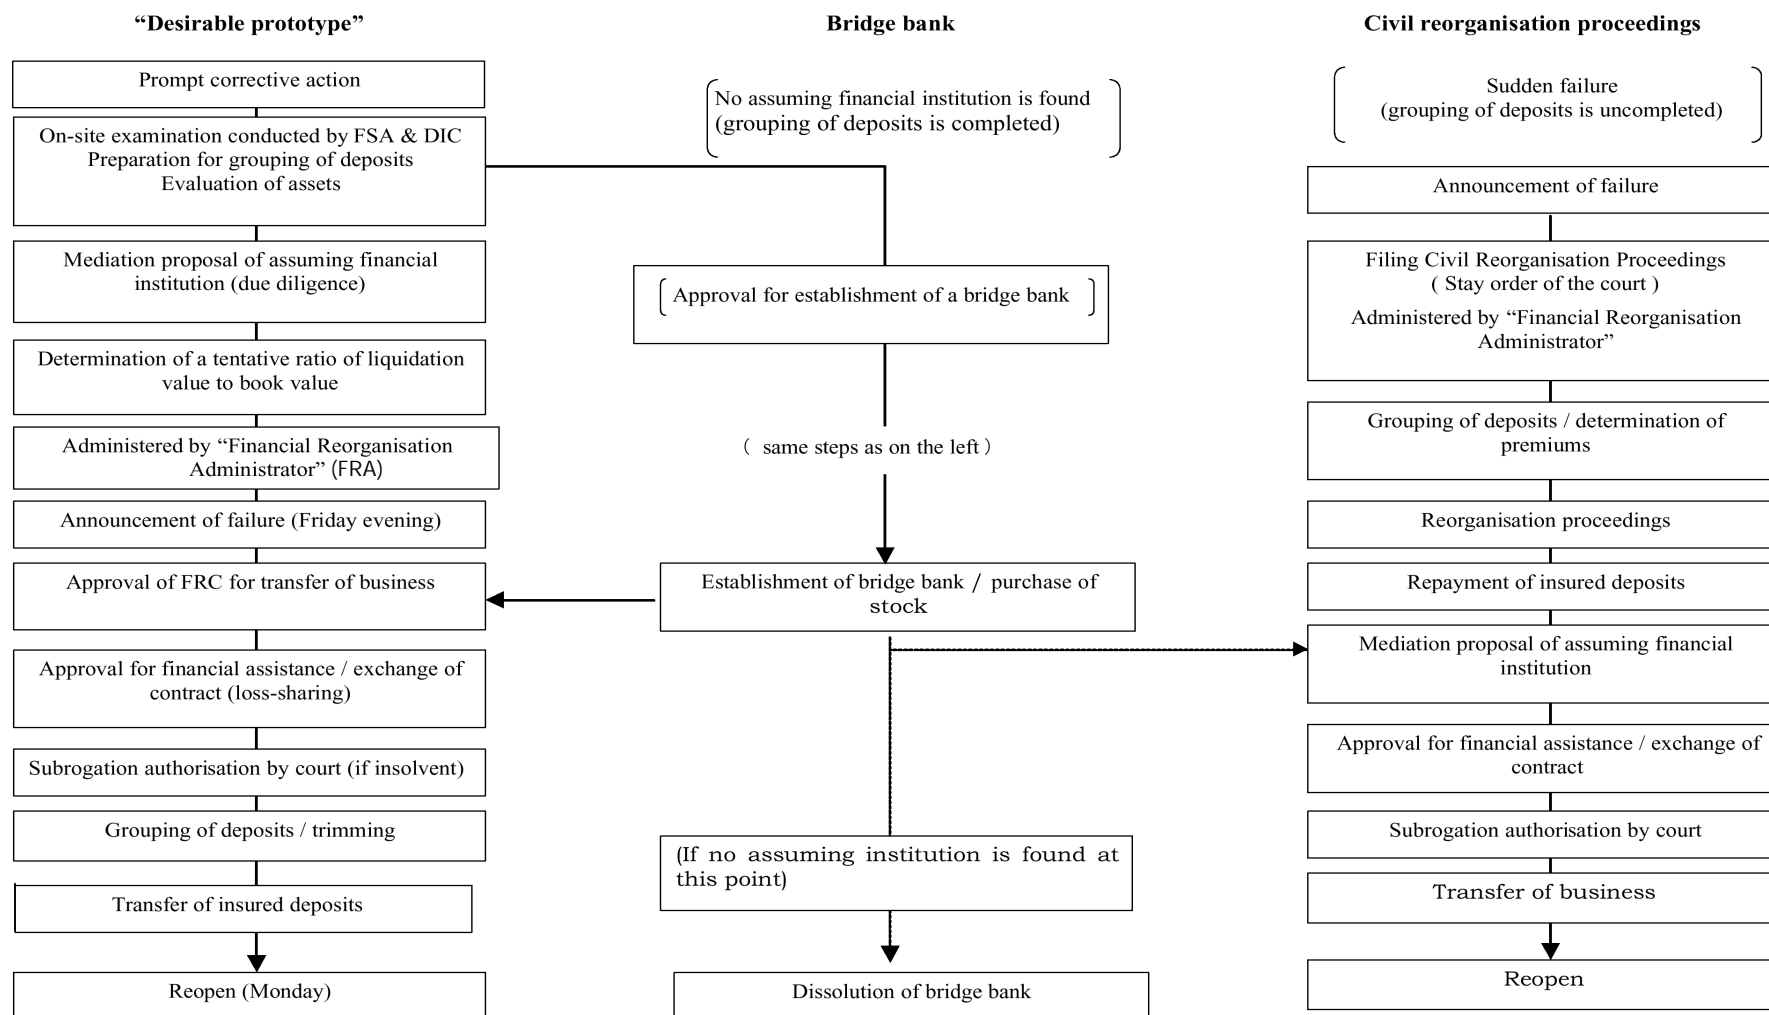 “Desirable prototype”
Prompt corrective action
On-site examination conducted by FSA & DIC
Preparation for grouping of deposits
Evaluation of assets
Mediation proposal of assuming financial
institution (due diligence)
Determination of a tentative ratio of liquidation
value to book value
Administered by “Financial Reorganisation
Administrator” (FRA)
Announcement of failure (Friday evening)
Approval of FRC for transfer of business
Approval for financial assistance / exchange of
contract (loss-sharing)
Subrogation authorisation by court (if insolvent)
Grouping of deposits / trimming
Transfer of insured deposits
Reopen (Monday)
Bridge bank
No assuming financial institution is found
(grouping of deposits is completed)
Approval for establishment of a bridge bank
( same steps as on the left )
Establishment of bridge bank / purchase of
stock
(If no assuming institution is found at
this point)
Dissolution of bridge bank
Civil reorganisation proceedings
Sudden failure
(grouping of deposits is uncompleted)
Announcement of failure
Filing Civil Reorganisation Proceedings
( Stay order of the court )
Administered by “Financial Reorganisation
Administrator”
Grouping of deposits / determination of
premiums
Reorganisation proceedings
Repayment of insured deposits
Mediation proposal of assuming financial
institution
Approval for financial assistance / exchange of
contract
Subrogation authorisation by court
Transfer of business
Reopen